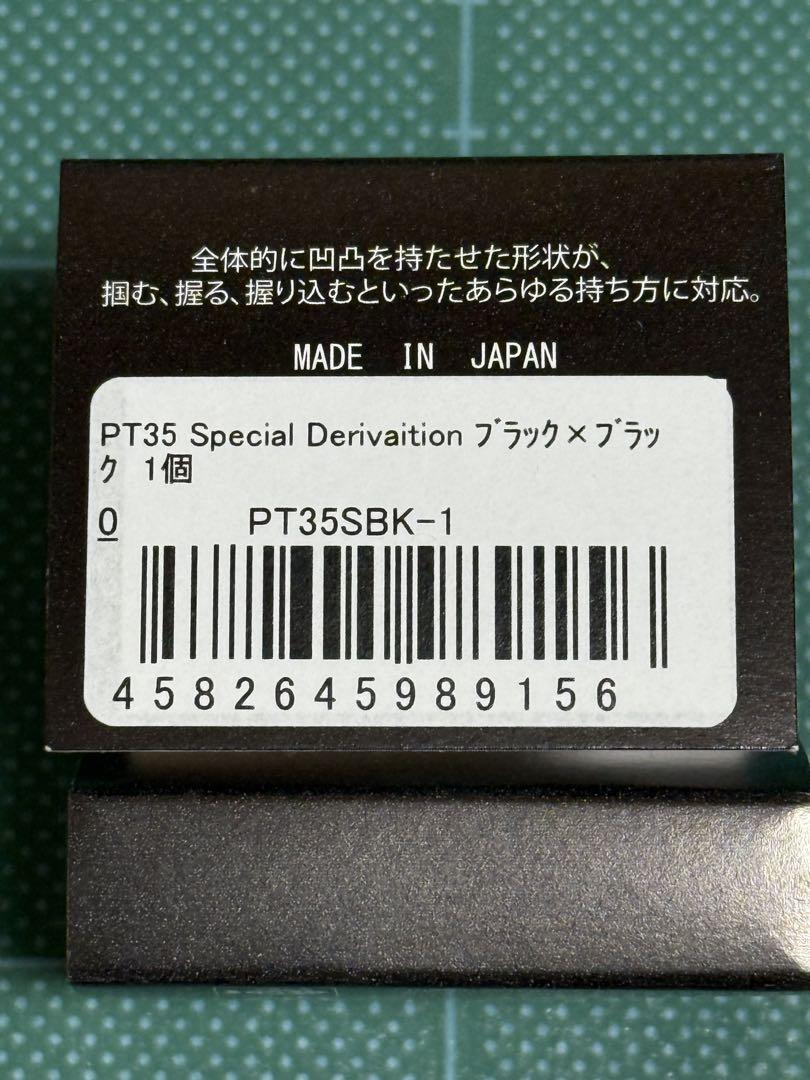 全体的に凹凸を持たせた形状が、
掴む、握る、握り込むといったあらゆる持ち方に対応。
MADE IN JAPAN
PT35 Special Derivaition ﾌﾞﾗｯｸ×ﾌﾞﾗｯ
ｸ 1個
0 PT35SBK-1
4582645989156